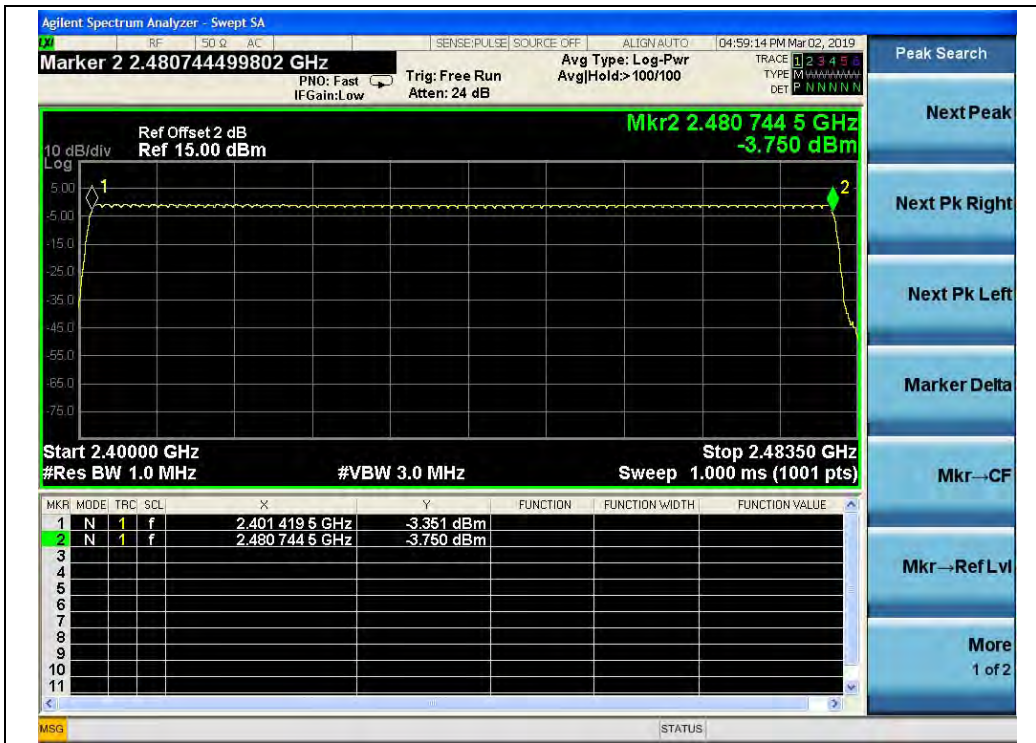 Agilent Spectrum Analyzer - Swept SA
LXI RF 50 Ω AC SENSE:PULSE SOURCE OFF ALIGN AUTO 04:59:14 PM Mar 02, 2019
Marker 2 2.480744499802 GHz
PNO: Fast
IFGain:Low
Trig: Free Run
Atten: 24 dB
Avg Type: Log-Pwr
Avg|Hold:>100/100
TRACE 1 2 3 4 5 6
TYPE M
DET P N N N N N
Peak Search
Next Peak
Next Pk Right
Next Pk Left
Marker Delta
Mkr→CF
Mkr→Ref Lvl
More
1 of 2
Mkr2 2.480 744 5 GHz
-3.750 dBm
Ref Offset 2 dB
10 dB/div Ref 15.00 dBm
Log
5.00
-5.00
-15.0
-25.0
-35.0
-45.0
-55.0
-65.0
-75.0
1
2
Start 2.40000 GHz Stop 2.48350 GHz
#Res BW 1.0 MHz #VBW 3.0 MHz Sweep 1.000 ms (1001 pts)
MKR MODE TRC SCL X Y FUNCTION FUNCTION WIDTH FUNCTION VALUE
1 N 1 f 2.401 419 5 GHz -3.351 dBm
2 N 1 f 2.480 744 5 GHz -3.750 dBm
3
4
5
6
7
8
9
10
11
MSG STATUS